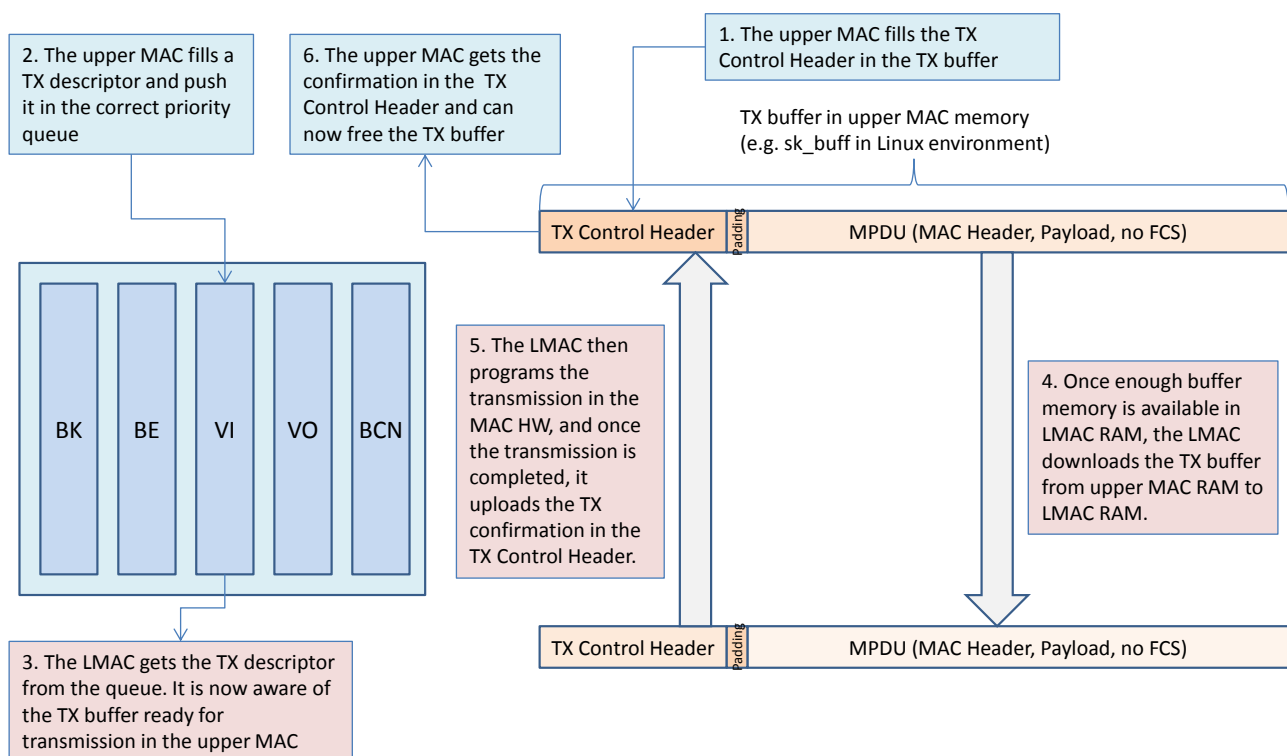 2. The upper MAC fills a
TX descriptor and push
it in the correct priority
queue
6. The upper MAC gets the
confirmation in the TX
Control Header and can
now free the TX buffer
1. The upper MAC fills the TX
Control Header in the TX buffer
TX buffer in upper MAC memory
(e.g. sk_buff in Linux environment)
TX Control Header
Padding
MPDU (MAC Header, Payload, no FCS)
BK
BE
VI
VO
BCN
5. The LMAC then
programs the
transmission in the
MAC HW, and once
the transmission is
completed, it
uploads the TX
confirmation in the
TX Control Header.
4. Once enough buffer
memory is available in
LMAC RAM, the LMAC
downloads the TX buffer
from upper MAC RAM to
LMAC RAM.
TX Control Header
Padding
MPDU (MAC Header, Payload, no FCS)
3. The LMAC gets the TX descriptor
from the queue. It is now aware of
the TX buffer ready for
transmission in the upper MAC